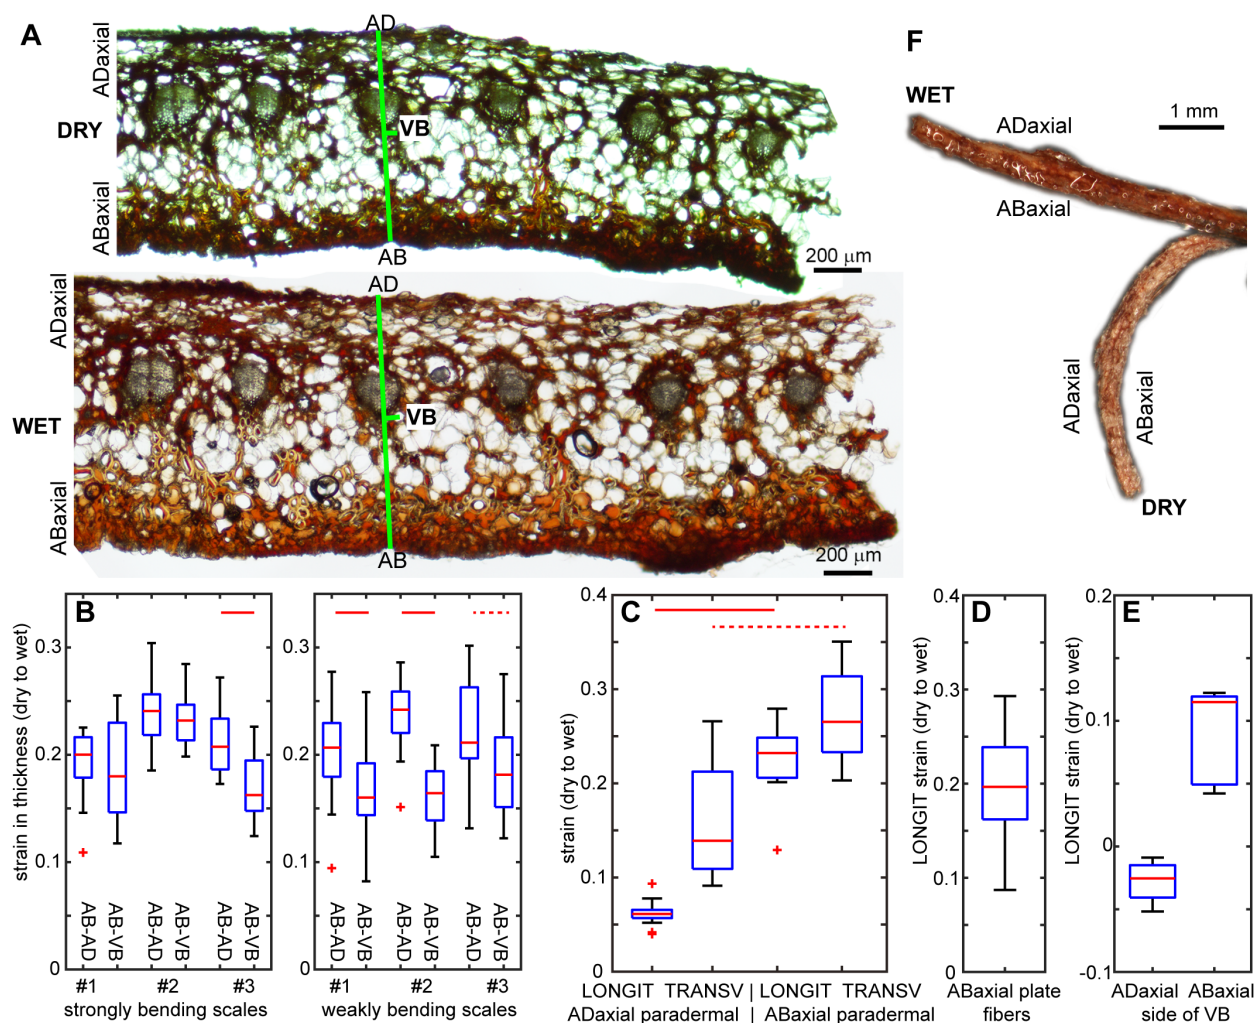 A
ADaxial
AD
DRY
VB
ABaxial
AB
200 μm
ADaxial
AD
WET
VB
ABaxial
AB
200 μm
F
WET
ADaxial
1 mm
ABaxial
ADaxial
ABaxial
DRY
B
strain in thickness (dry to wet)
0.3
0.2
0.1
0
AB-AD
AB-VB
AB-AD
AB-VB
AB-AD
AB-VB
#1 #2 #3
strongly bending scales
0.3
0.2
0.1
0
AB-AD
AB-VB
AB-AD
AB-VB
AB-AD
AB-VB
#1 #2 #3
weakly bending scales
C
strain (dry to wet)
0.4
0.3
0.2
0.1
0
LONGIT TRANSV | LONGIT TRANSV
ADaxial paradermal | ABaxial paradermal
D
LONGIT strain (dry to wet)
0.4
0.3
0.2
0.1
0
ABaxial plate
fibers
E
LONGIT strain (dry to wet)
0.2
0.1
0
-0.1
ADaxial ABaxial
side of VB